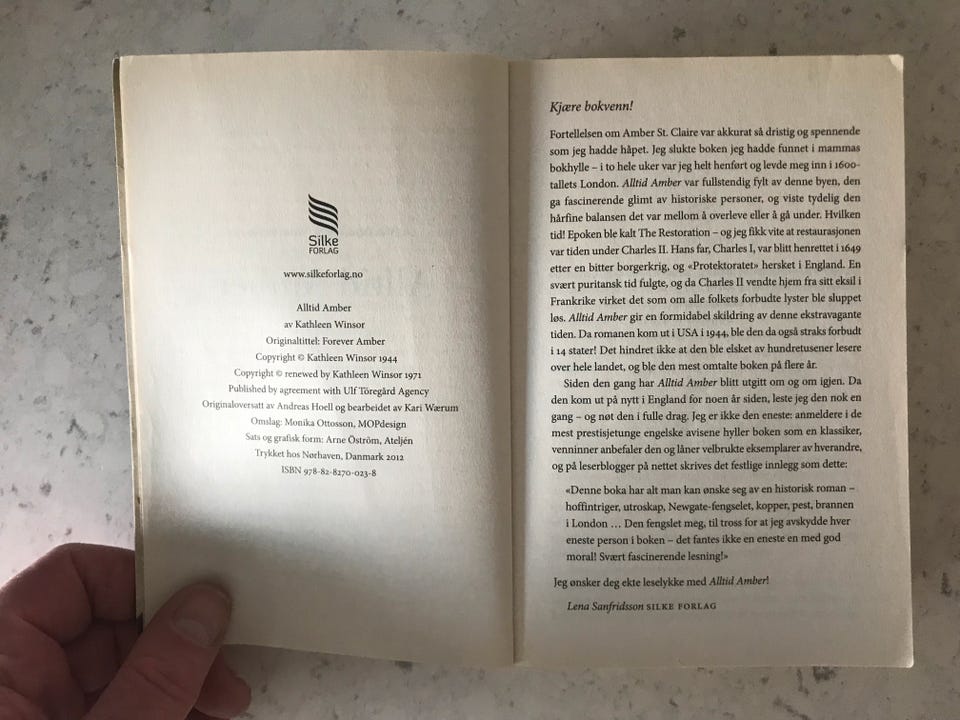 Silke
FORLAG
www.silkeforlag.no
Alltid Amber
av Kathleen Winsor
Originaltittel: Forever Amber
Copyright © Kathleen Winsor 1944
Copyright © renewed by Kathleen Winsor 1971
Published by agreement with Ulf Töregård Agency
Originaloversatt av Andreas Hoell og bearbeidet av Kari Wærum
Omslag: Monika Ottosson, MOPdesign
Sats og grafisk form: Arne Öström, Ateljén
Trykket hos Nørhaven, Danmark 2012
ISBN 978-82-8270-023-8
Kjære bokvenn!
Fortellelsen om Amber St. Claire var akkurat så dristig og spennende
som jeg hadde håpet. Jeg slukte boken jeg hadde funnet i mammas
bokhylle – i to hele uker var jeg helt henført og levde meg inn i 1600-
tallets London. Alltid Amber var fullstendig fylt av denne byen, den
ga fascinerende glimt av historiske personer, og viste tydelig den
hårfine balansen det var mellom å overleve eller å gå under. Hvilken
tid! Epoken ble kalt The Restoration – og jeg fikk vite at restaurasjonen
var tiden under Charles II. Hans far, Charles I, var blitt henrettet i 1649
etter en bitter borgerkrig, og «Protektoratet» hersket i England. En
svært puritansk tid fulgte, og da Charles II vendte hjem fra sitt eksil i
Frankrike virket det som om alle folkets forbudte lyster ble sluppet
løs. Alltid Amber gir en formidabel skildring av denne ekstravagante
tiden. Da romanen kom ut i USA i 1944, ble den da også straks forbudt
i 14 stater! Det hindret ikke at den ble elsket av hundretusener lesere
over hele landet, og ble den mest omtalte boken på flere år.
Siden den gang har Alltid Amber blitt utgitt om og om igjen. Da
den kom ut på nytt i England for noen år siden, leste jeg den nok en
gang – og nøt den i fulle drag. Jeg er ikke den eneste: anmeldere i de
mest prestisjetunge engelske avisene hyller boken som en klassiker,
venninner anbefaler den og låner velbrukte eksemplarer av hverandre,
og på leserblogger på nettet skrives det festlige innlegg som dette:
«Denne boka har alt man kan ønske seg av en historisk roman –
hoffintriger, utroskap, Newgate-fengselet, kopper, pest, brannen
i London ... Den fengslet meg, til tross for at jeg avskydde hver
eneste person i boken – det fantes ikke en eneste en med god
moral! Svært fascinerende lesning!»
Jeg ønsker deg ekte leselykke med Alltid Amber!
Lena Sanfridsson SILKE FORLAG